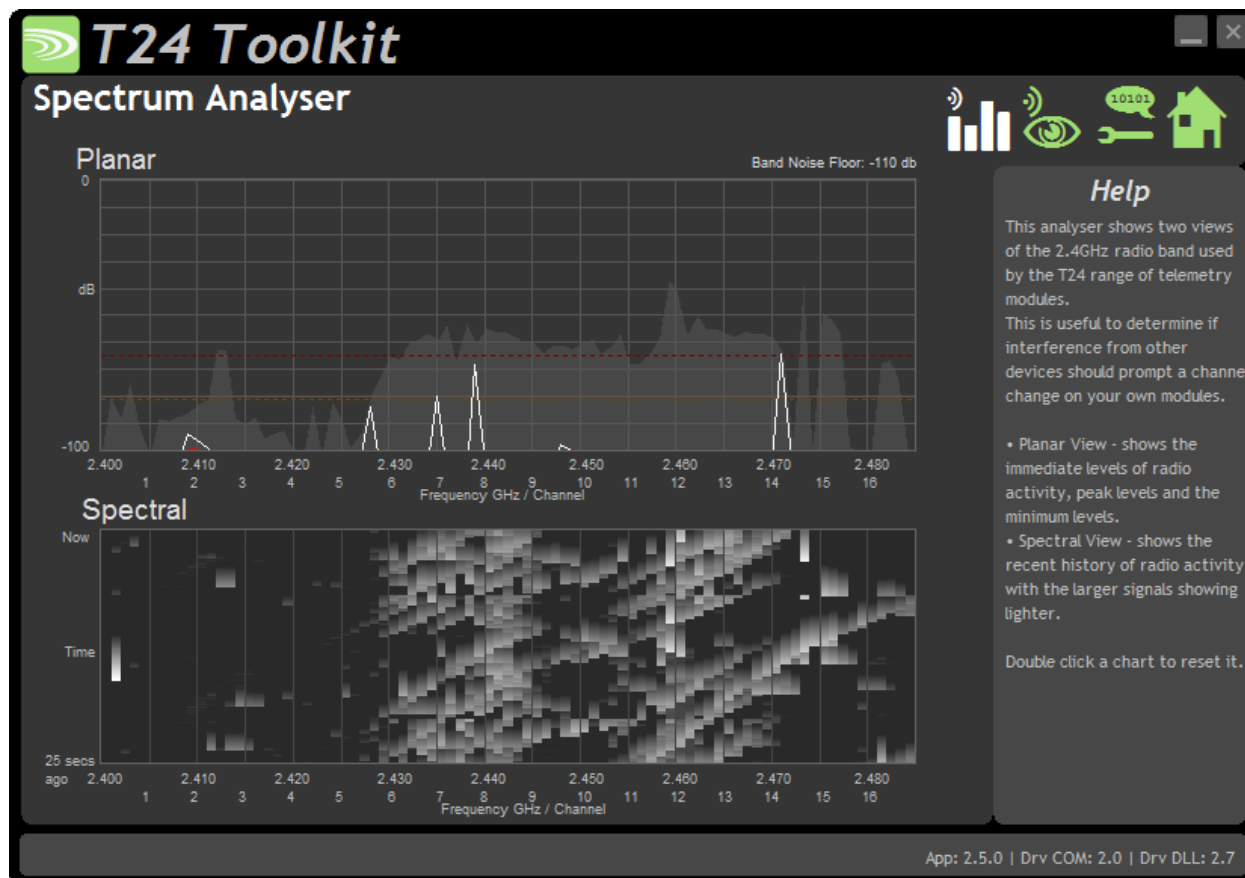 T24 Toolkit
Spectrum Analyser
10101
Planar
Band Noise Floor: -110 db
0
dB
-100
2.400 2.410 2.420 2.430 2.440 2.450 2.460 2.470 2.480
1 2 3 4 5 6 7 8 9 10 11 12 13 14 15 16
Frequency GHz / Channel
Spectral
Now
Time
25 secs
ago
2.400 2.410 2.420 2.430 2.440 2.450 2.460 2.470 2.480
1 2 3 4 5 6 7 8 9 10 11 12 13 14 15 16
Frequency GHz / Channel
Help
This analyser shows two views
of the 2.4GHz radio band used
by the T24 range of telemetry
modules.
This is useful to determine if
interference from other
devices should prompt a channe
change on your own modules.
• Planar View - shows the
immediate levels of radio
activity, peak levels and the
minimum levels.
• Spectral View - shows the
recent history of radio activity
with the larger signals showing
lighter.
Double click a chart to reset it.
App: 2.5.0 | Drv COM: 2.0 | Drv DLL: 2.7